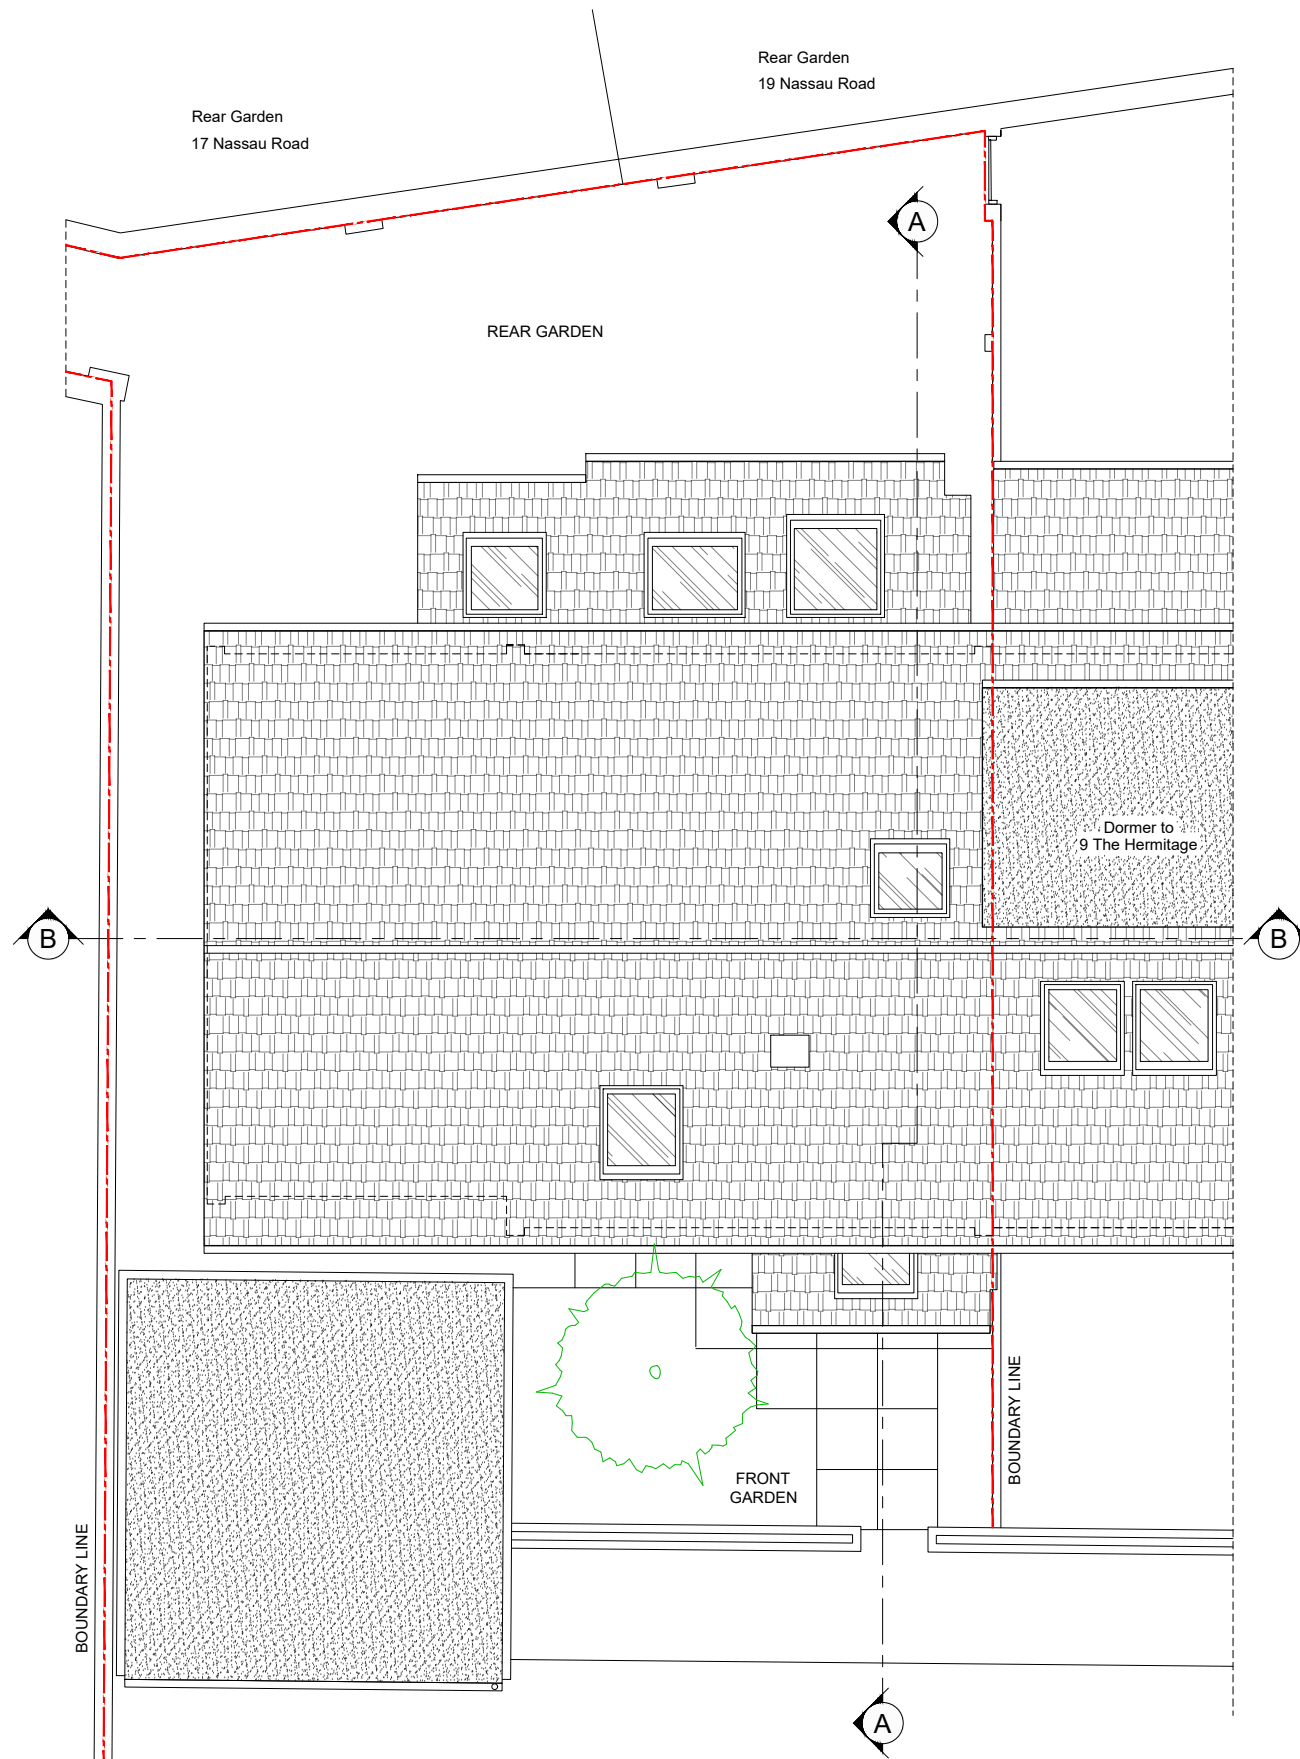 Rear Garden
19 Nassau Road
Rear Garden
17 Nassau Road
A
REAR GARDEN
Dormer to
9 The Hermitage
B
B
BOUNDARY LINE
FRONT
GARDEN
BOUNDARY LINE
A